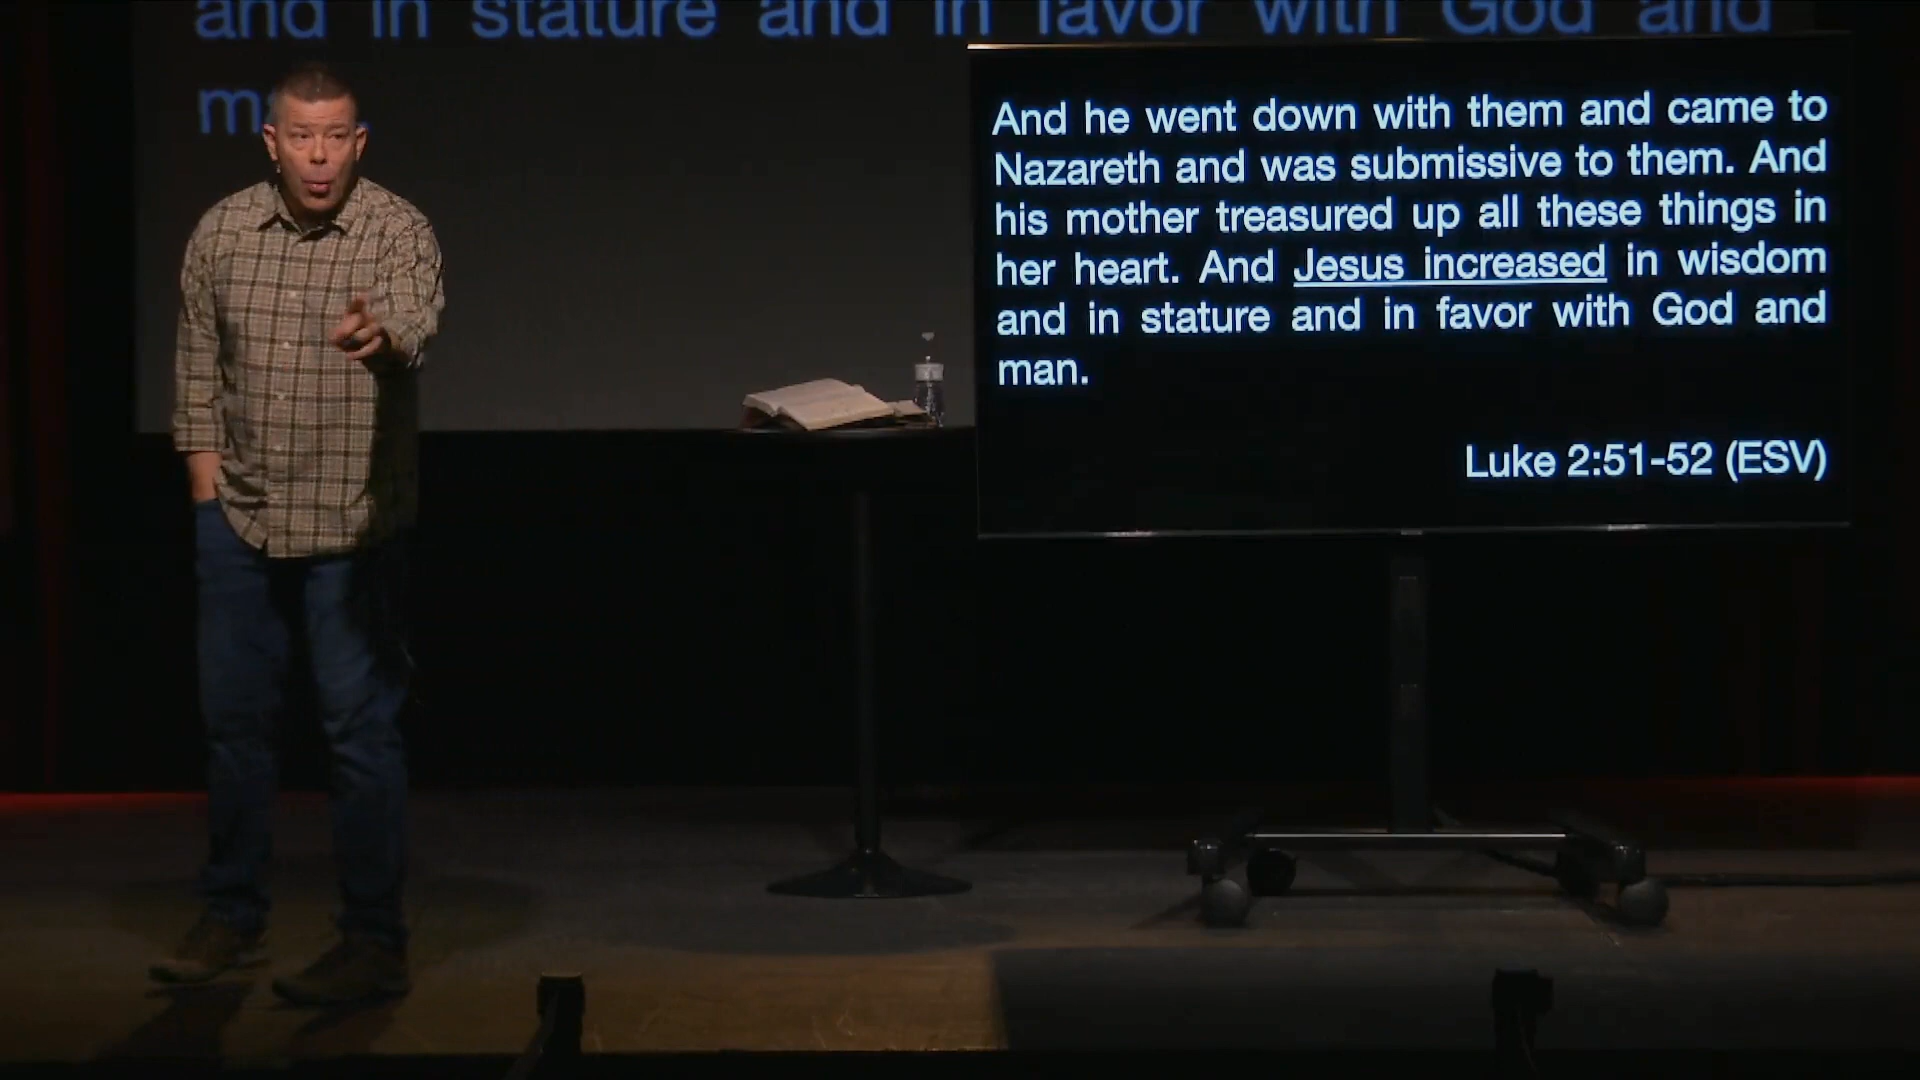 and in stature and in favor with God and
And he went down with them and came to
Nazareth and was submissive to them. And
his mother treasured up all these things in
her heart. And Jesus increased in wisdom
and in stature and in favor with God and
man.
Luke 2:51-52 (ESV)